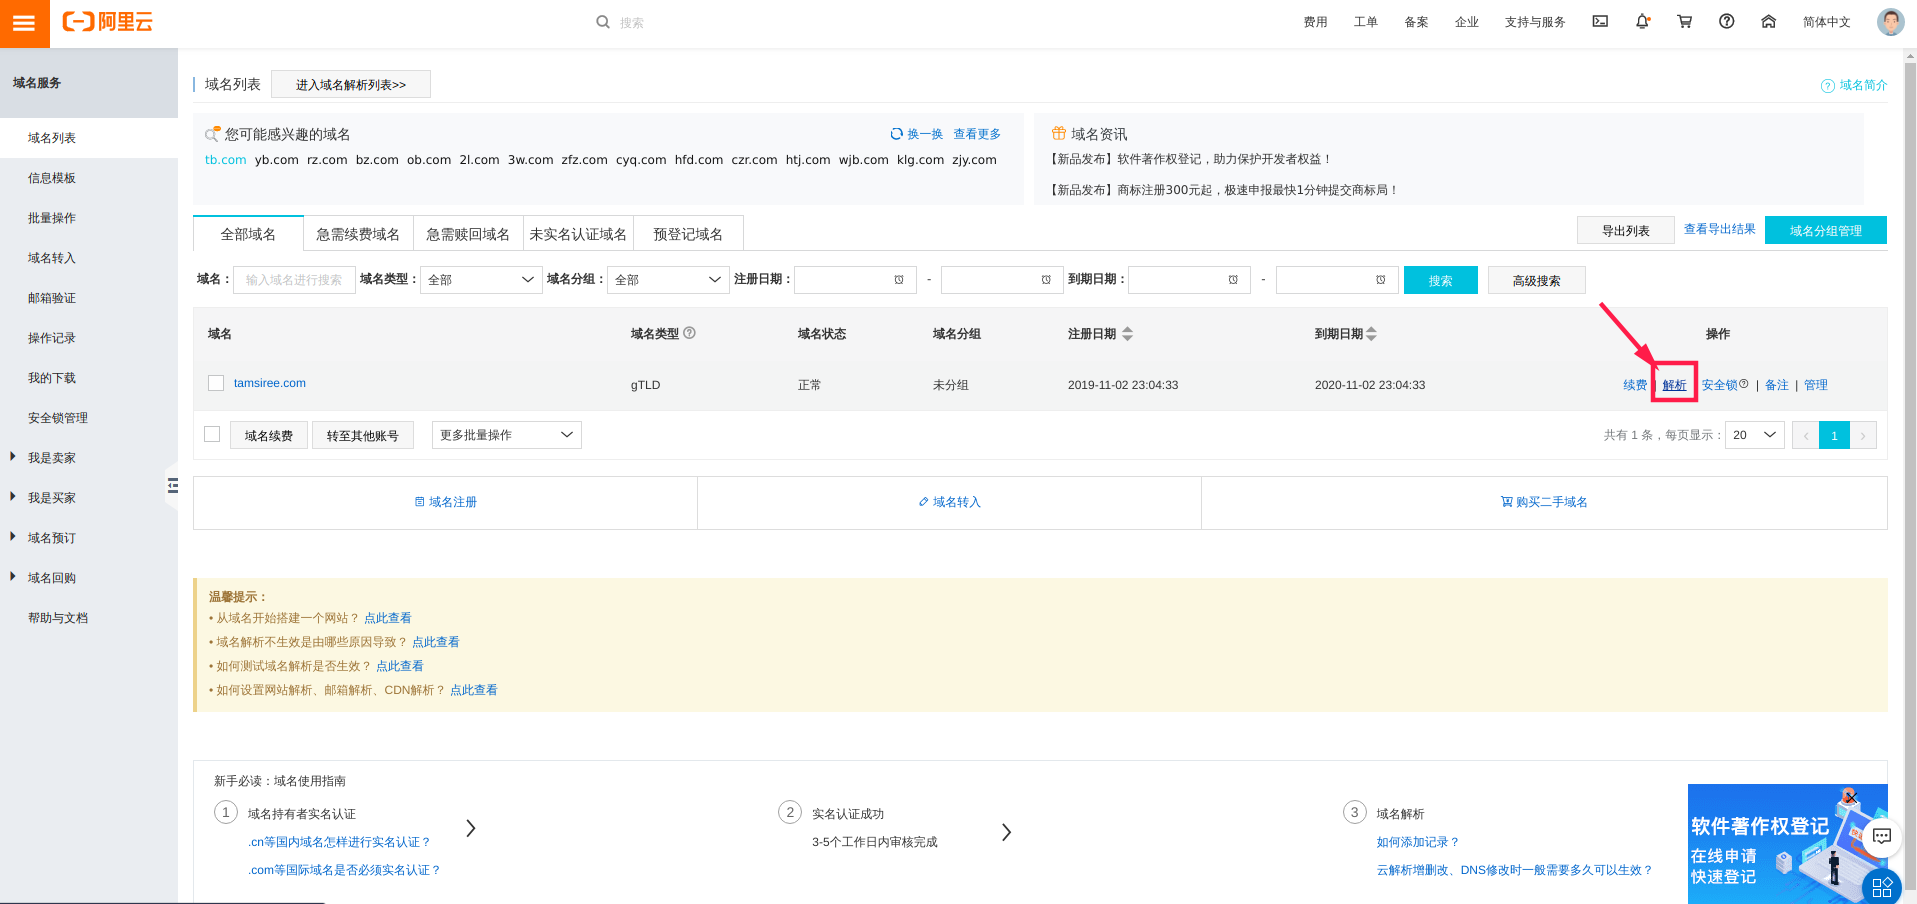 阿里云
搜索
费用 工单 备案 企业 支持与服务 简体中文
域名服务
域名列表
信息模板
批量操作
域名转入
邮箱验证
操作记录
我的下载
安全锁管理
我是卖家
我是买家
域名预订
域名回购
帮助与文档
域名列表 进入域名解析列表>> 域名简介
您可能感兴趣的域名 换一换 查看更多
tb.com yb.com rz.com bz.com ob.com 2l.com 3w.com zfz.com cyq.com hfd.com czr.com htj.com wjb.com klg.com zjy.com
域名资讯
【新品发布】软件著作权登记，助力保护开发者权益！
【新品发布】商标注册300元起，极速申报最快1分钟提交商标局！
全部域名 急需续费域名 急需赎回域名 未实名认证域名 预登记域名 导出列表 查看导出结果 域名分组管理
域名： 输入域名进行搜索 域名类型： 全部 域名分组： 全部 注册日期： - 到期日期： - 搜索 高级搜索
域名 域名类型 域名状态 域名分组 注册日期 到期日期 操作
tamsiree.com gTLD 正常 未分组 2019-11-02 23:04:33 2020-11-02 23:04:33 续费 | 解析 安全锁 | 备注 | 管理
域名续费 转至其他账号 更多批量操作 共有 1 条，每页显示： 20 1
域名注册 域名转入 购买二手域名
温馨提示：
• 从域名开始搭建一个网站？ 点此查看
• 域名解析不生效是由哪些原因导致？ 点此查看
• 如何测试域名解析是否生效？ 点此查看
• 如何设置网站解析、邮箱解析、CDN解析？ 点此查看
新手必读：域名使用指南
1 域名持有者实名认证
.cn等国内域名怎样进行实名认证？
.com等国际域名是否必须实名认证？
2 实名认证成功
3-5个工作日内审核完成
3 域名解析
如何添加记录？
云解析增删改、DNS修改时一般需要多久可以生效？
软件著作权登记
在线申请
快速登记